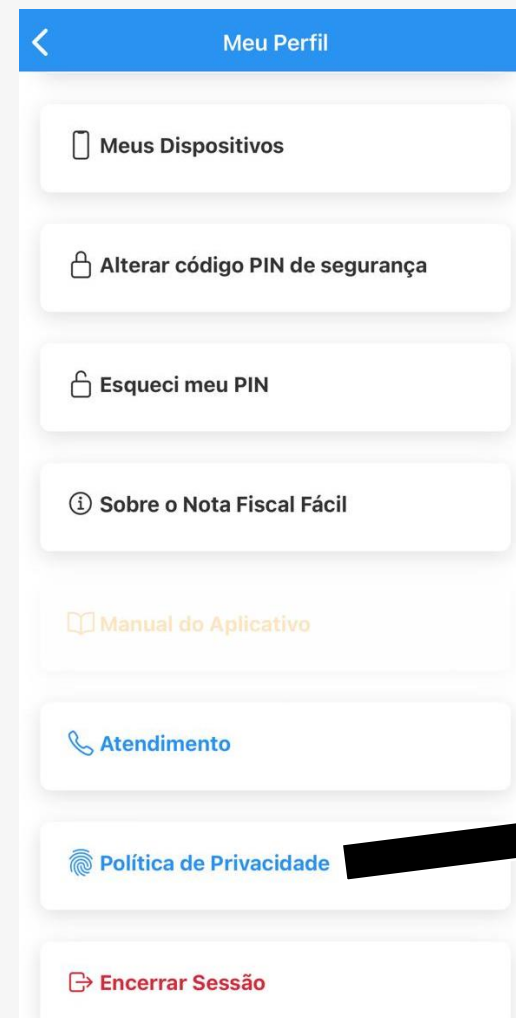 Meu Perfil
Meus Dispositivos
Alterar código PIN de segurança
Esqueci meu PIN
Sobre o Nota Fiscal Fácil
Manual do Aplicativo
Atendimento
Política de Privacidade
Encerrar Sessão